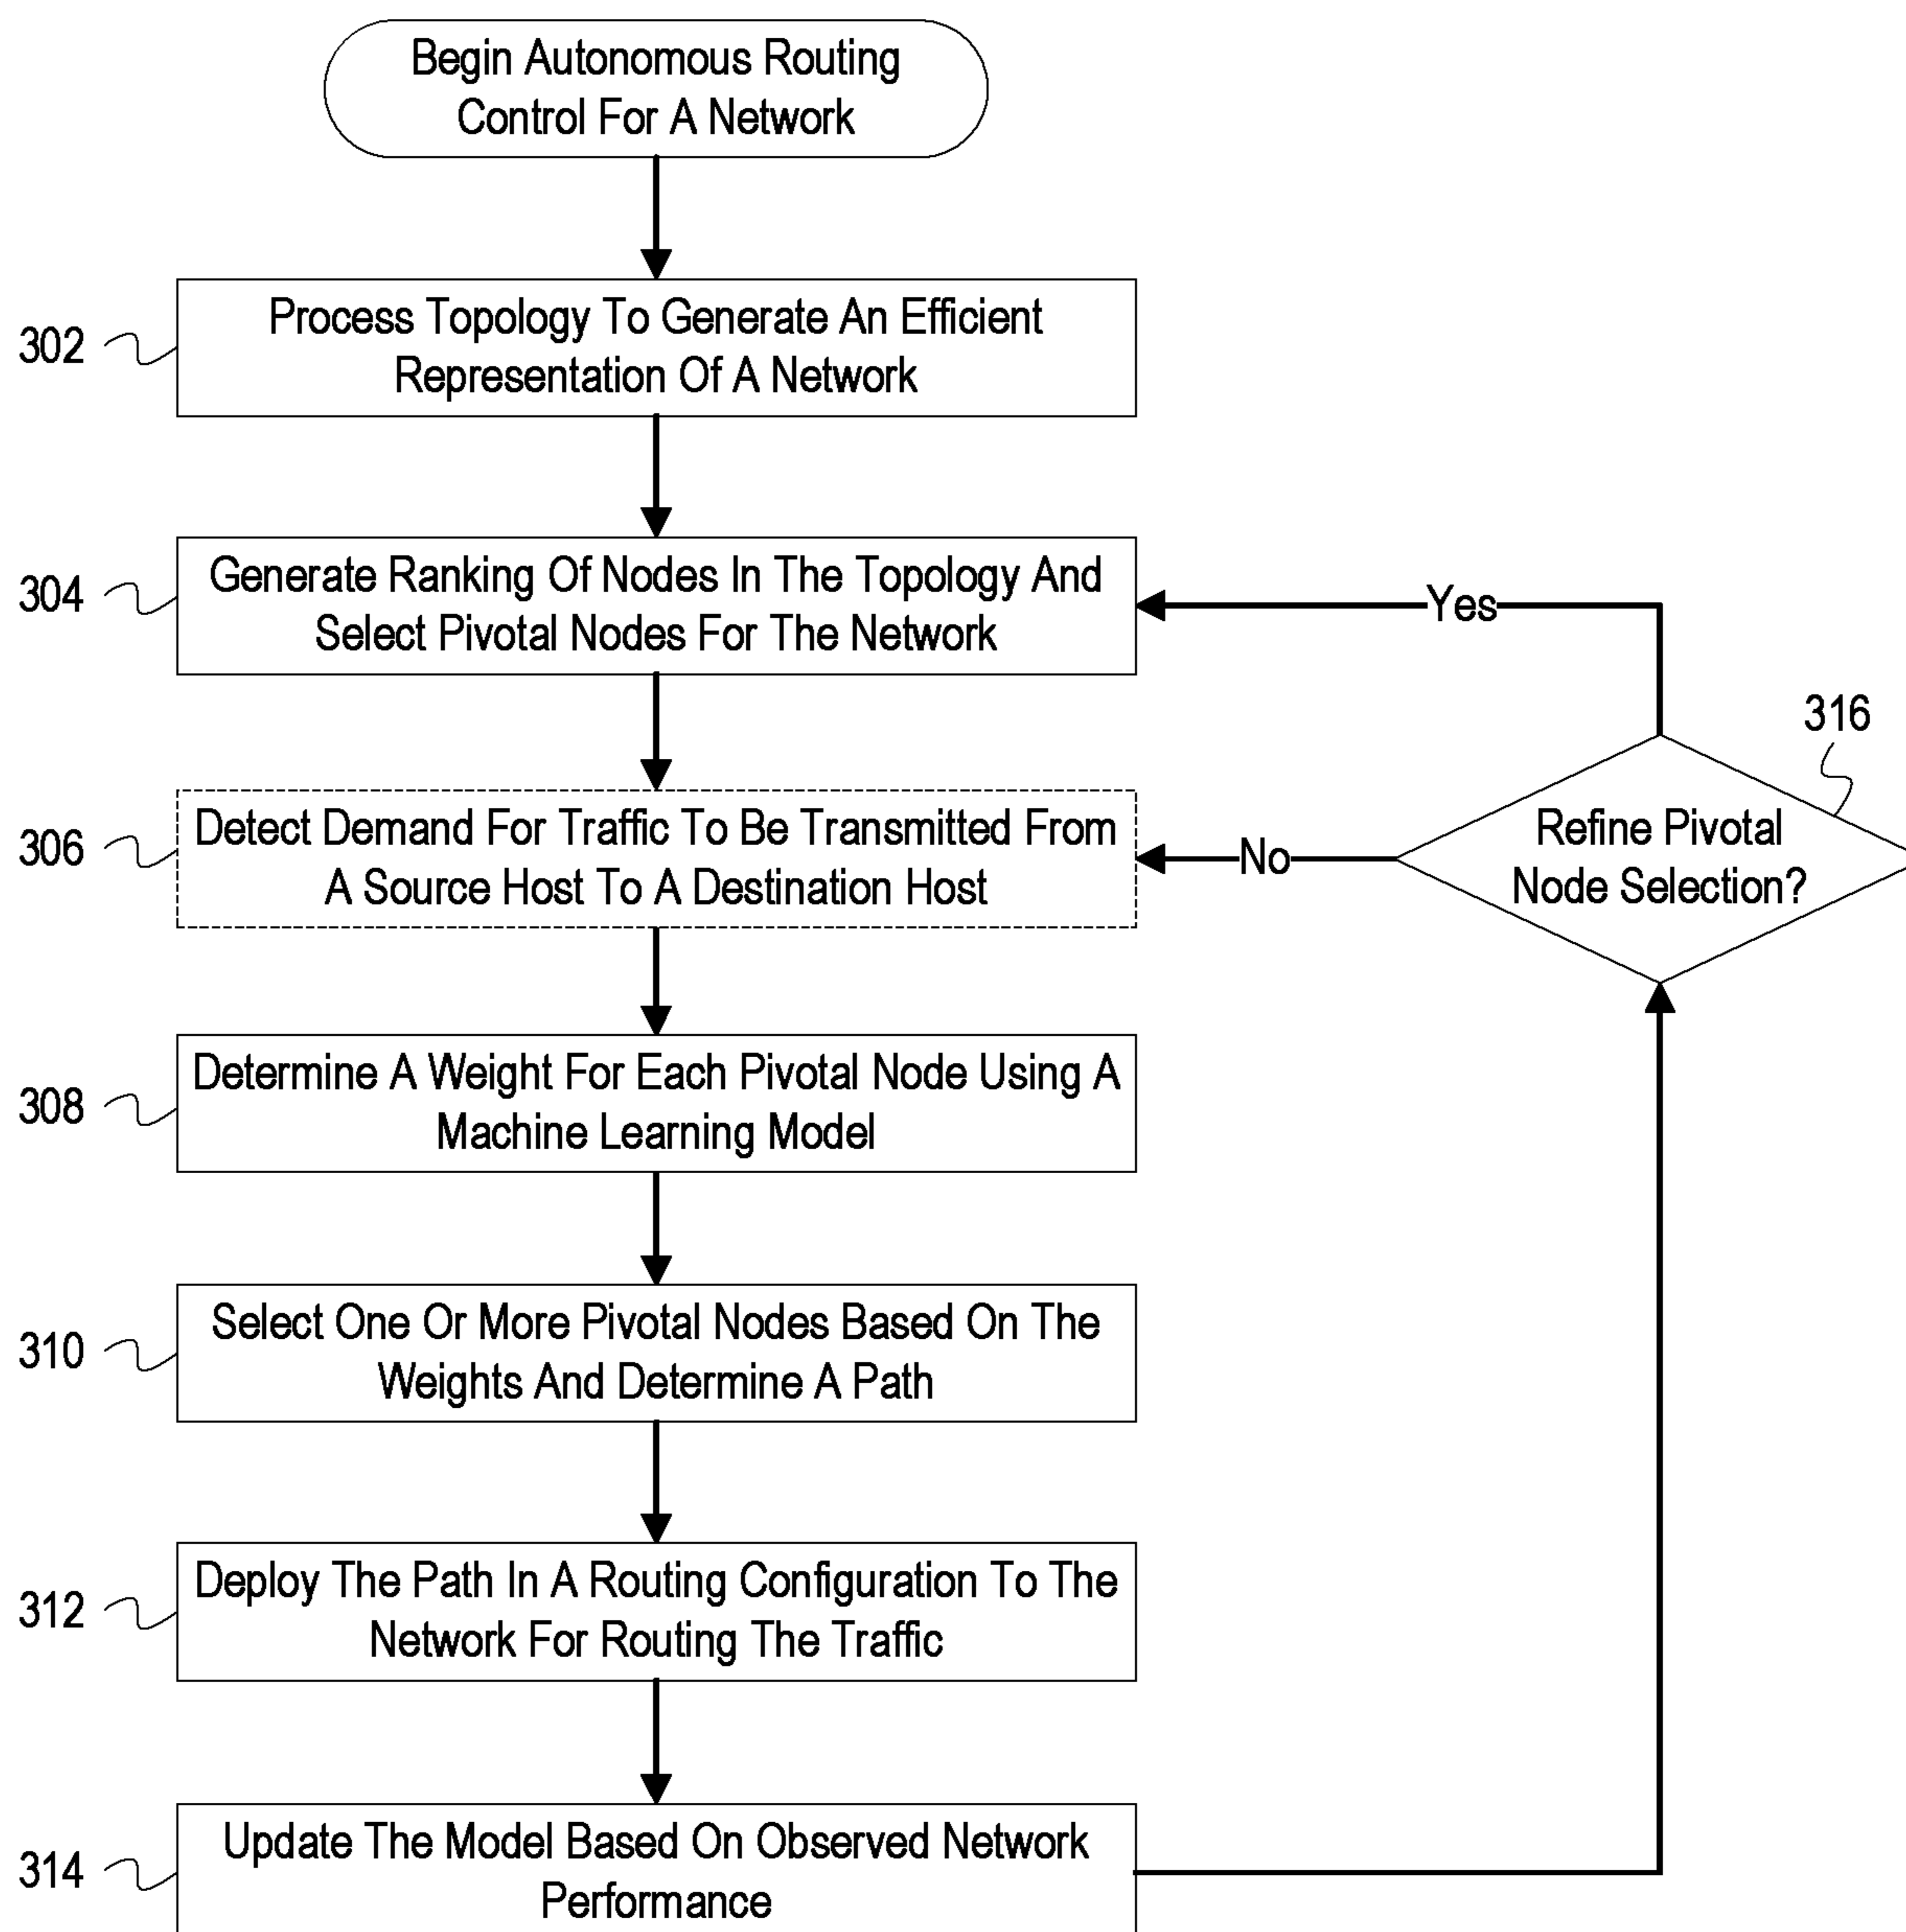 Begin Autonomous Routing
Control For A Network
302
Process Topology To Generate An Efficient
Representation Of A Network
304
Generate Ranking Of Nodes In The Topology And
Select Pivotal Nodes For The Network
Yes
316
306
Detect Demand For Traffic To Be Transmitted From
A Source Host To A Destination Host
No
Refine Pivotal
Node Selection?
308
Determine A Weight For Each Pivotal Node Using A
Machine Learning Model
310
Select One Or More Pivotal Nodes Based On The
Weights And Determine A Path
312
Deploy The Path In A Routing Configuration To The
Network For Routing The Traffic
314
Update The Model Based On Observed Network
Performance